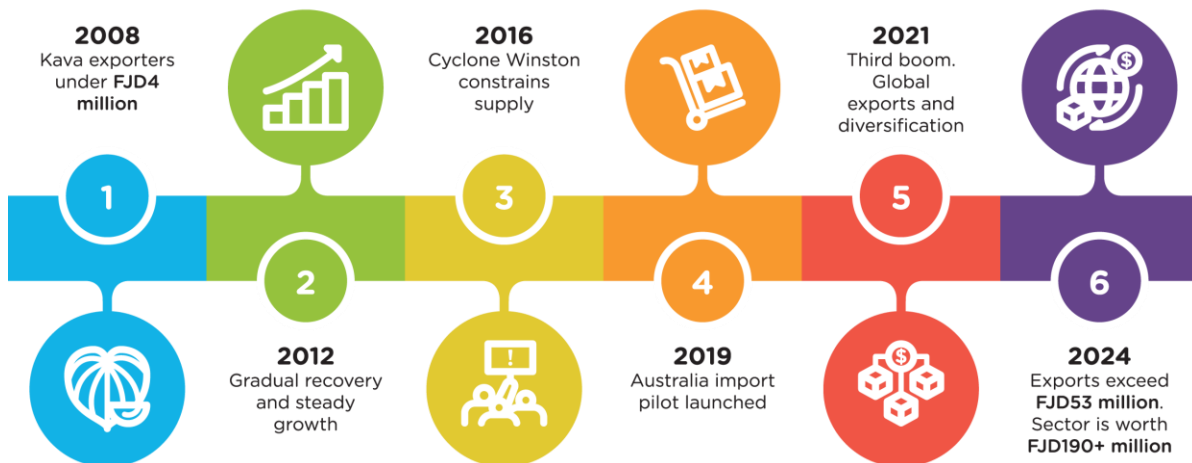 2008
Kava exporters
under FJD4
million
1
2
2012
Gradual recovery
and steady
growth
2016
Cyclone Winston
constrains
supply
3
!
4
2019
Australia import
pilot launched
2021
Third boom.
Global
exports and
diversification
5
$
$
6
2024
Exports exceed
FJD53 million.
Sector is worth
FJD190+ million